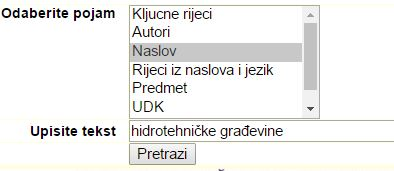 Odaberite pojam Kljucne rijeci
Autori
Naslov
Rijeci iz naslova i jezik
Predmet
UDK
Upisite tekst hidrotehničke građevine
Pretrazi